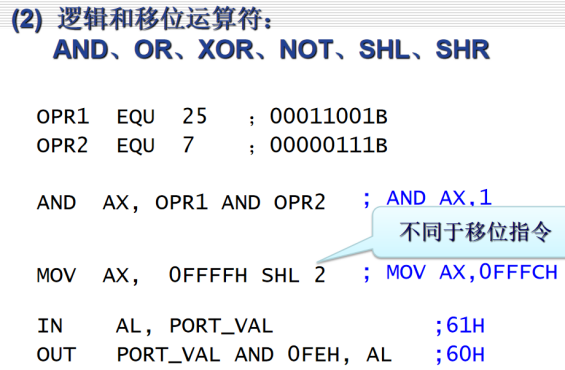 (2) 逻辑和移位运算符:
AND、OR、XOR、NOT、SHL、SHR
OPR1 EQU 25 ; 00011001B
OPR2 EQU 7 ; 00000111B
AND AX, OPR1 AND OPR2 ; AND AX,1
不同于移位指令
MOV AX, 0FFFFH SHL 2 ; MOV AX,0FFFCH
IN AL, PORT_VAL ;61H
OUT PORT_VAL AND 0FEH, AL ;60H